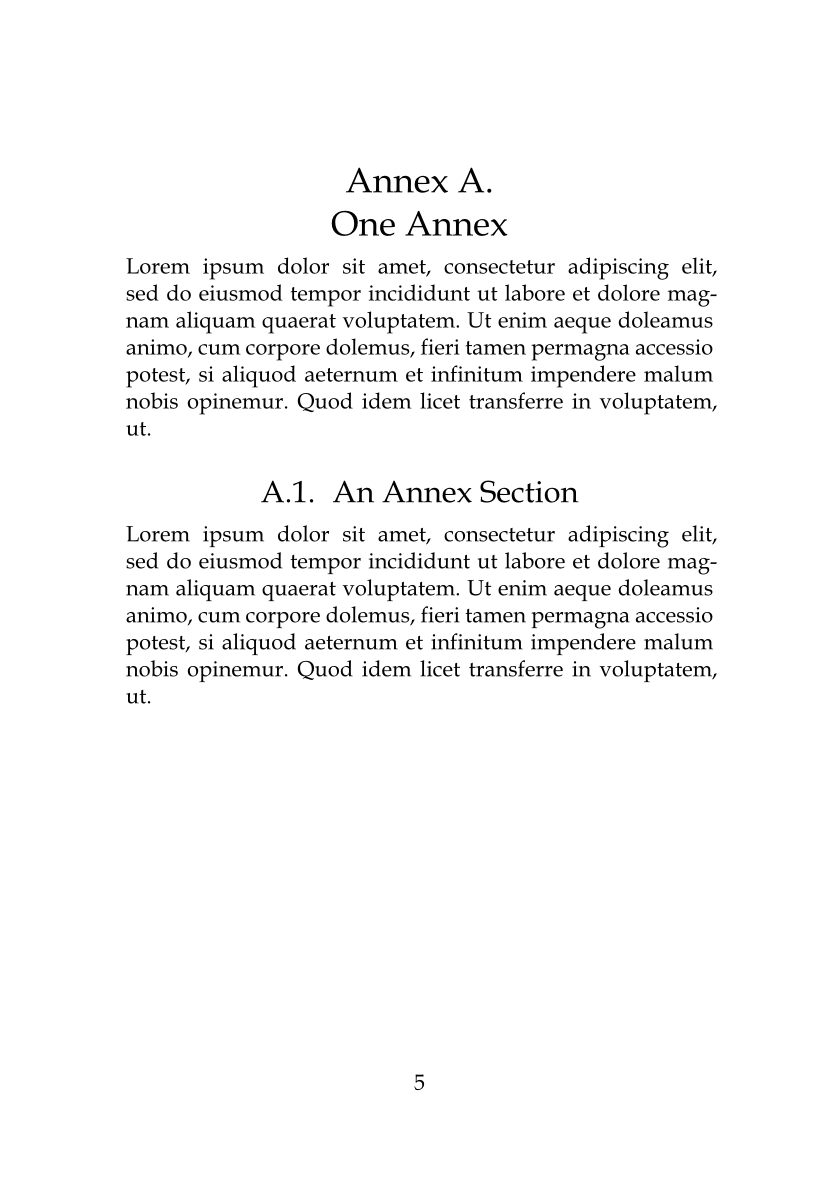 Annex A.
One Annex
Lorem ipsum dolor sit amet, consectetur adipiscing elit,
sed do eiusmod tempor incididunt ut labore et dolore mag-
nam aliquam quaerat voluptatem. Ut enim aeque doleamus
animo, cum corpore dolemus, fieri tamen permagna accessio
potest, si aliquod aeternum et infinitum impendere malum
nobis opinemur. Quod idem licet transferre in voluptatem,
ut.
A.1. An Annex Section
Lorem ipsum dolor sit amet, consectetur adipiscing elit,
sed do eiusmod tempor incididunt ut labore et dolore mag-
nam aliquam quaerat voluptatem. Ut enim aeque doleamus
animo, cum corpore dolemus, fieri tamen permagna accessio
potest, si aliquod aeternum et infinitum impendere malum
nobis opinemur. Quod idem licet transferre in voluptatem,
ut.
5